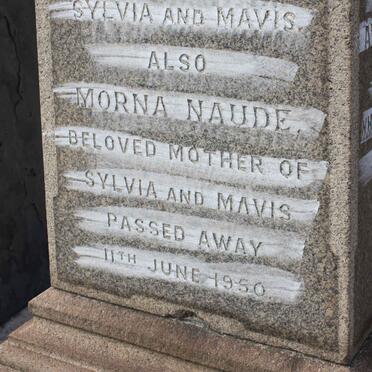 SYLVIA AND MAVIS.
ALSO
MORNA NAUDE.
BELOVED MOTHER OF
SYLVIA AND MAVIS
PASSED AWAY
11TH JUNE 1950.